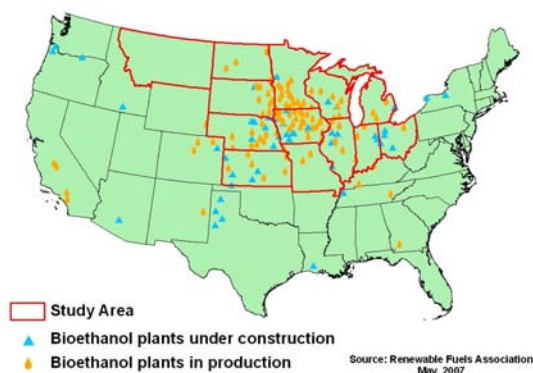 Study Area
Bioethanol plants under construction
Bioethanol plants in production
Source: Renewable Fuels Association
May, 2007